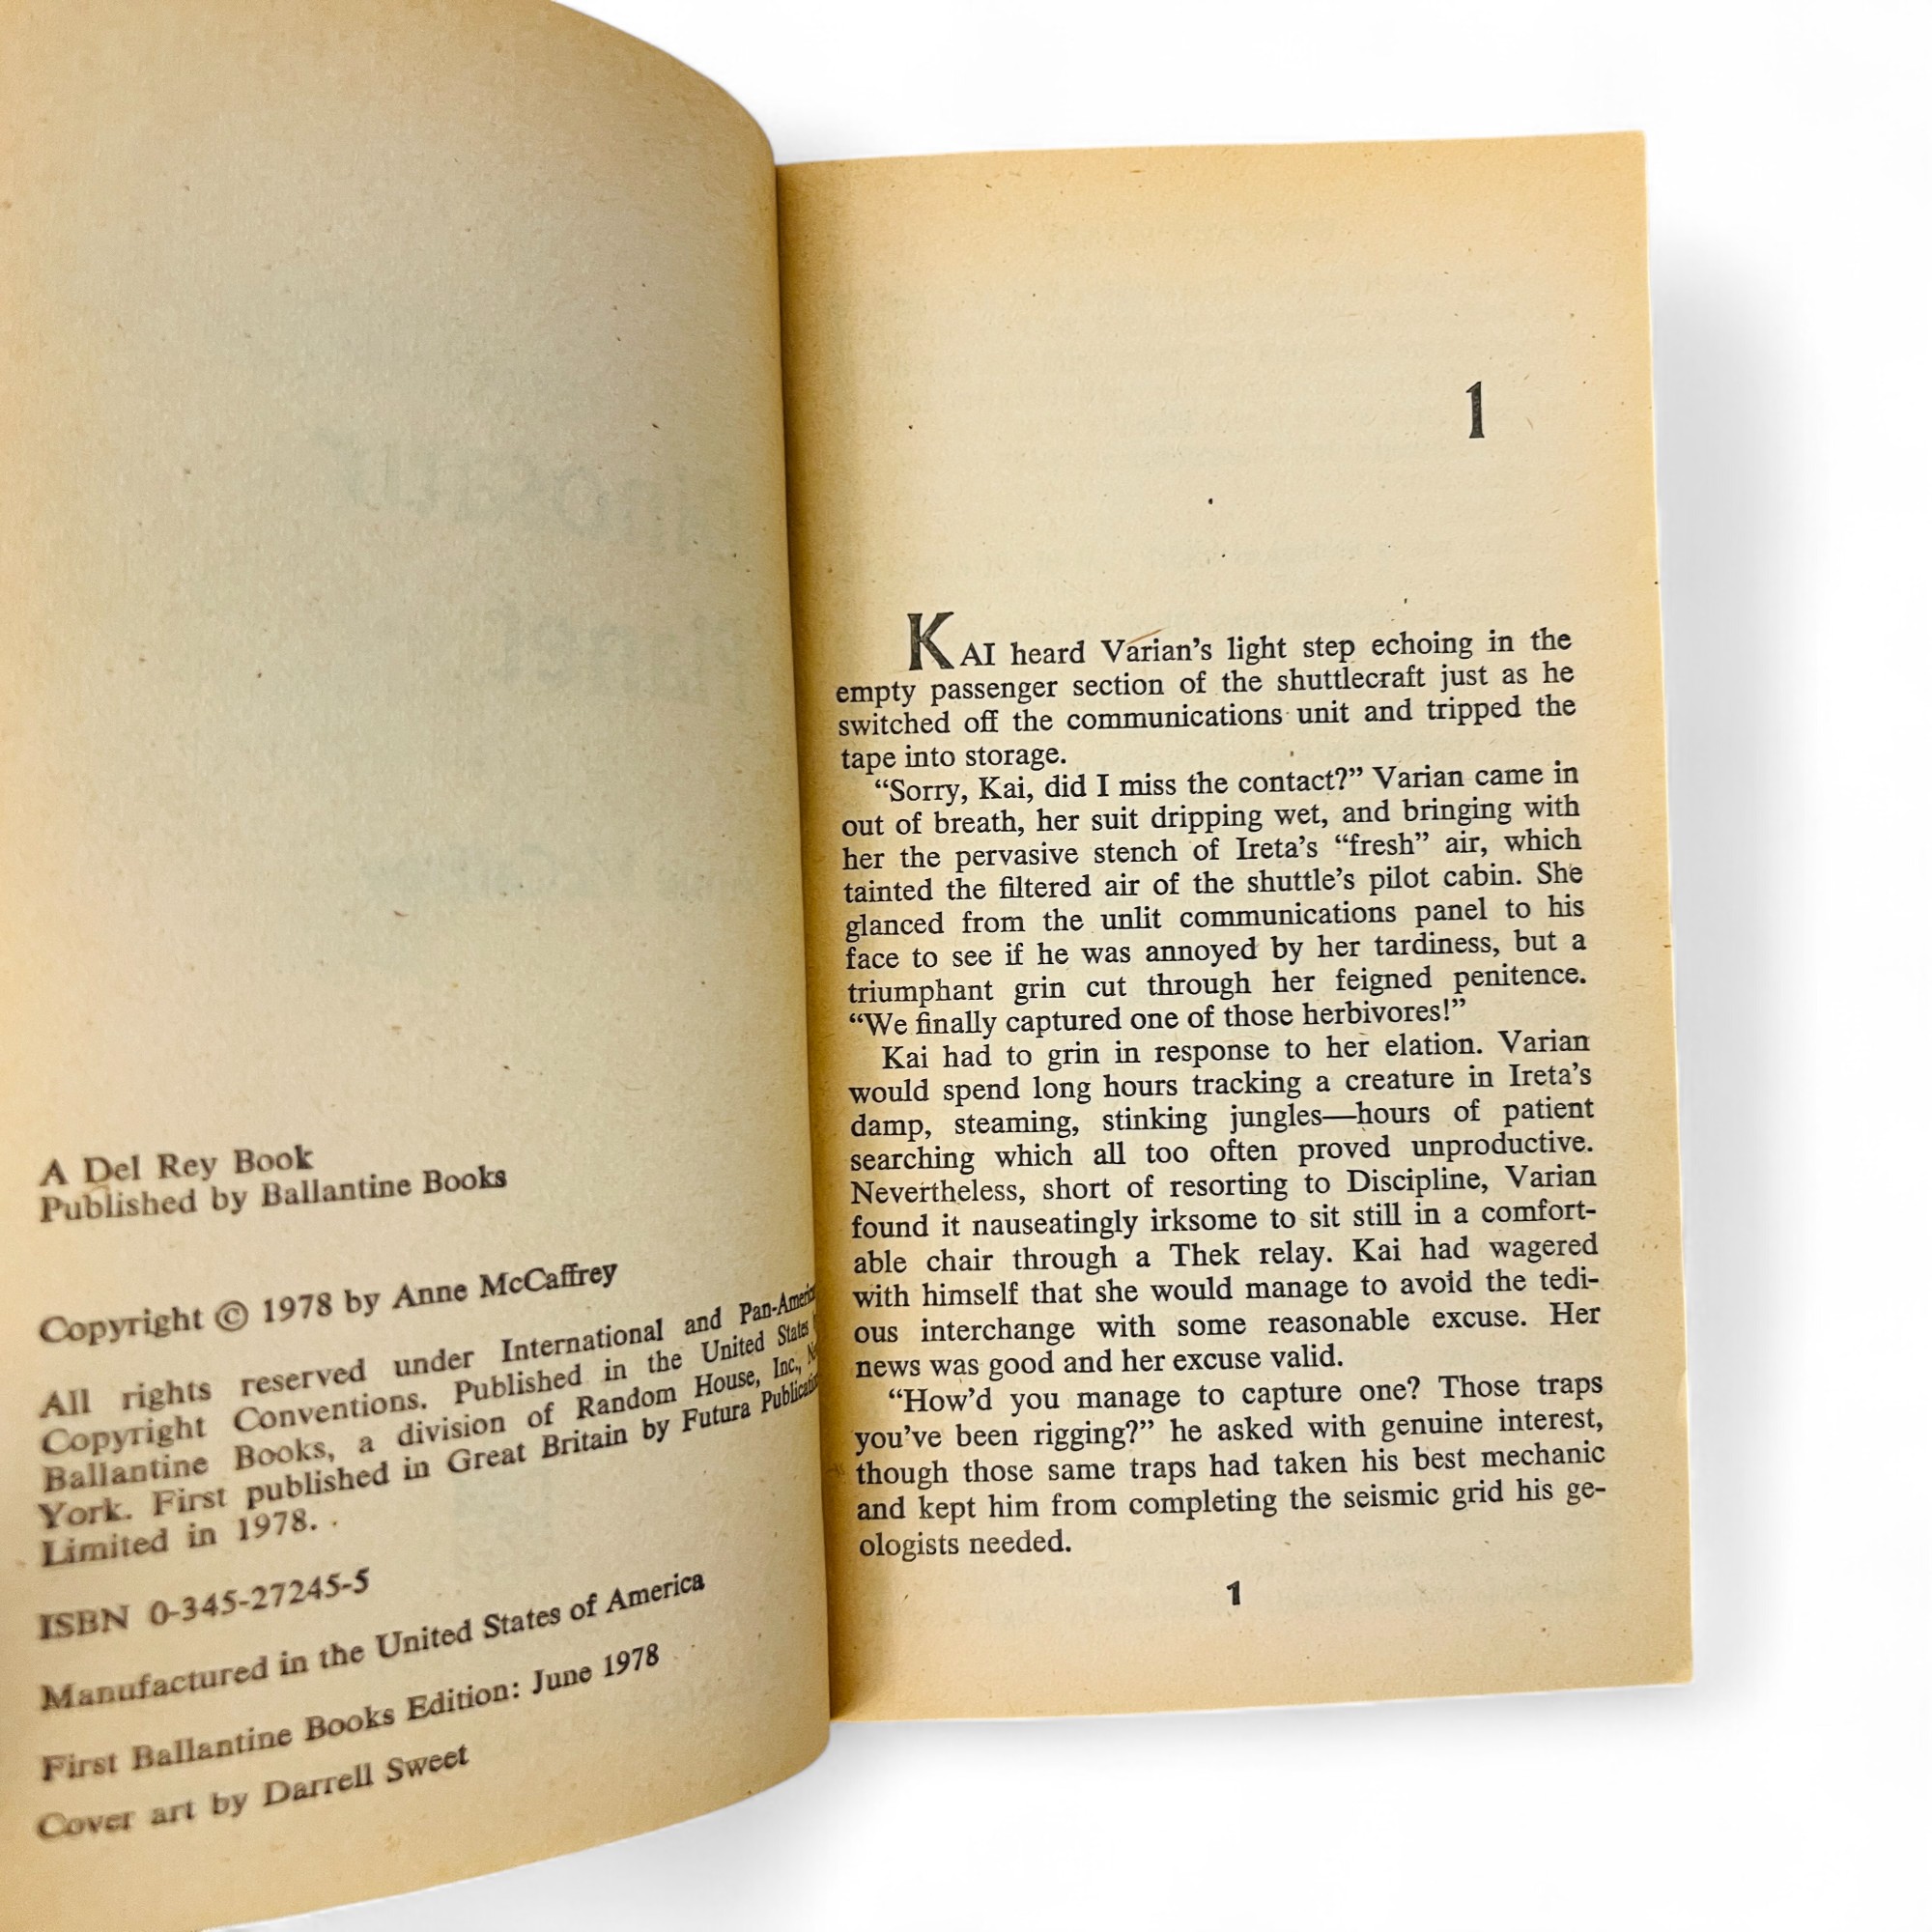 A Del Rey Book
Published by Ballantine Books
Copyright © 1978 by Anne McCaffrey
All rights reserved under International and
Copyright Conventions. Published in the United States
Ballantine Books, a division of Random House, Inc.,
York. First published in Great Britain by Futura
Limited in 1978.
ISBN 0-345-27245-5
Manufactured in the United States of America
First Ballantine Books Edition: June 1978
Cover art by Darrell Sweet
1
KAI heard Varian's light step echoing in the
empty passenger section of the shuttlecraft just as he
switched off the communications unit and tripped the
tape into storage.
“Sorry, Kai, did I miss the contact?” Varian came in
out of breath, her suit dripping wet, and bringing with
her the pervasive stench of Ireta's “fresh” air, which
tainted the filtered air of the shuttle's pilot cabin. She
glanced from the unlit communications panel to his
face to see if he was annoyed by her tardiness, but a
triumphant grin cut through her feigned penitence.
“We finally captured one of those herbivores!”
Kai had to grin in response to her elation. Varian
would spend long hours tracking a creature in Ireta's
damp, steaming, stinking jungles—hours of patient
searching which all too often proved unproductive.
Nevertheless, short of resorting to Discipline, Varian
found it nauseatingly irksome to sit still in a comfort-
able chair through a Thek relay. Kai had wagered
with himself that she would manage to avoid the tedi-
ous interchange with some reasonable excuse. Her
news was good and her excuse valid.
“How'd you manage to capture one? Those traps
you've been rigging?” he asked with genuine interest,
though those same traps had taken his best mechanic
and kept him from completing the seismic grid his ge-
ologists needed.
1